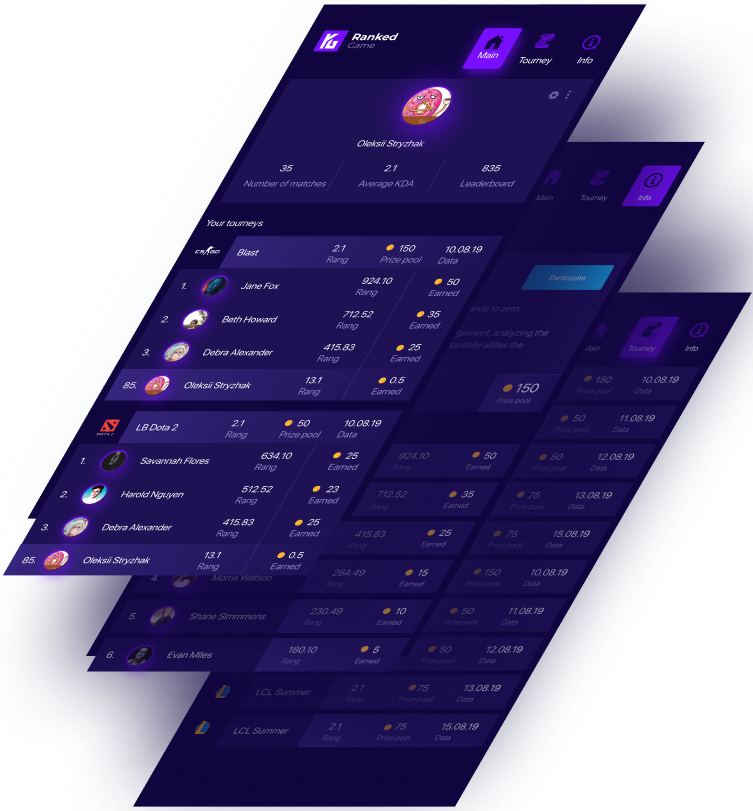 Ranked
Game
Main
Tourney
Info
Oleksii Stryzhak
35
Number of matches
2.1
Average KDA
835
Leaderboard
Your tourneys
CS:GO
Blast
2.1
Rang
150
Prize pool
10.08.19
Data
1.
Jane Fox
924.10
Rang
50
Earned
2.
Beth Howard
712.52
Rang
35
Earned
3.
Debra Alexander
415.83
Rang
25
Earned
85.
Oleksii Stryzhak
13.1
Rang
0.5
Earned
DOTA 2
LB Dota 2
2.1
Rang
50
Prize pool
10.08.19
Data
1.
Savannah Flores
634.10
Rang
25
Earned
2.
Harold Nguyen
512.52
Rang
23
Earned
3.
Debra Alexander
415.83
Rang
25
Earned
85.
Oleksii Stryzhak
13.1
Rang
0.5
Earned
Main
Tourney
Info
Participate
ends to zero.
gement, analyzing the
tantially afiites the
150
Prize pool
924.10
Rang
50
Earned
712.52
Rang
35
Earned
415.83
Rang
25
Earned
4.
Morris Watson
264.49
Rang
15
Earned
5.
Shane Simmmons
230.49
Rang
10
Earned
6.
Evan Miles
180.10
Rang
5
Earned
Main
Tourney
Info
150
Prize pool
10.08.19
Data
50
Prize pool
11.08.19
Data
50
Prize pool
12.08.19
Data
75
Prize pool
13.08.19
Data
75
Prize pool
15.08.19
Data
150
Prize pool
10.08.19
Data
50
Prize pool
11.08.19
Data
50
Prize pool
12.08.19
Data
LCL Summer
2.1
Rang
75
Prize pool
13.08.19
Data
LCL Summer
2.1
Rang
75
Prize pool
15.08.19
Data